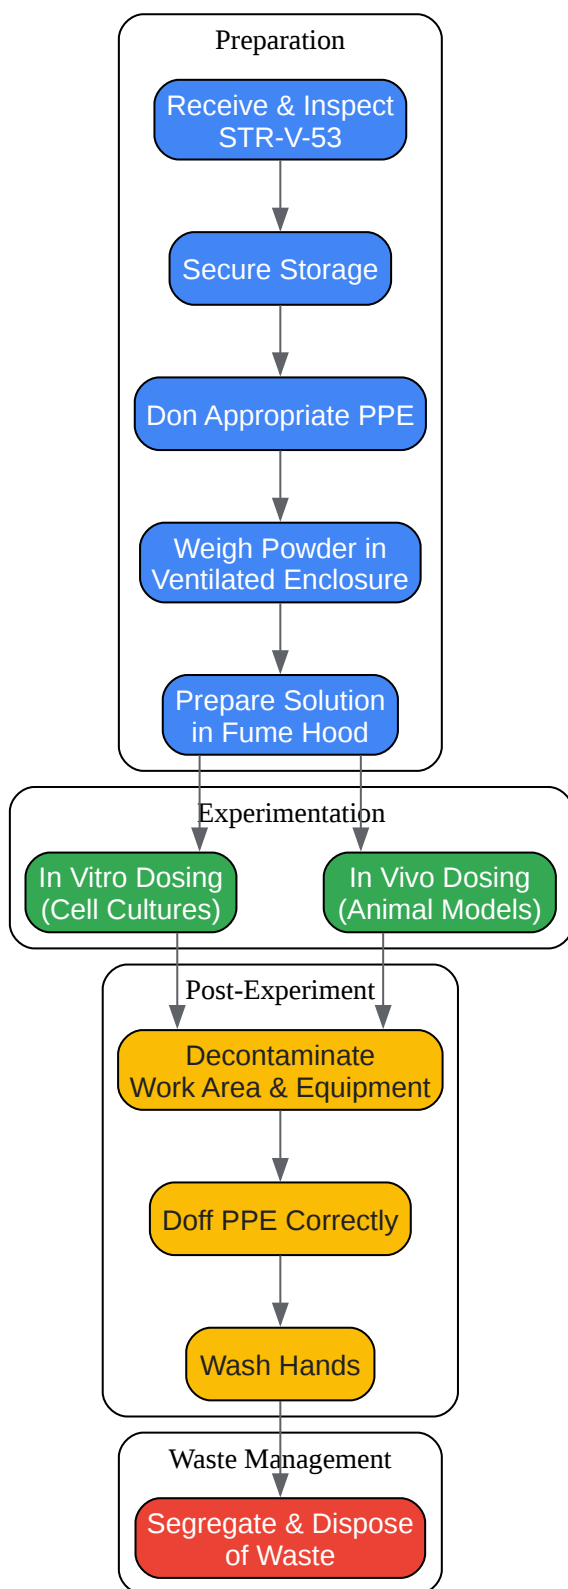 Preparation
Receive & Inspect
STR-V-53
Secure Storage
Don Appropriate PPE
Weigh Powder in
Ventilated Enclosure
Prepare Solution
in Fume Hood
Experimentation
In Vitro Dosing
(Cell Cultures)
In Vivo Dosing
(Animal Models)
Post-Experiment
Decontaminate
Work Area & Equipment
Doff PPE Correctly
Wash Hands
Waste Management
Segregate & Dispose
of Waste